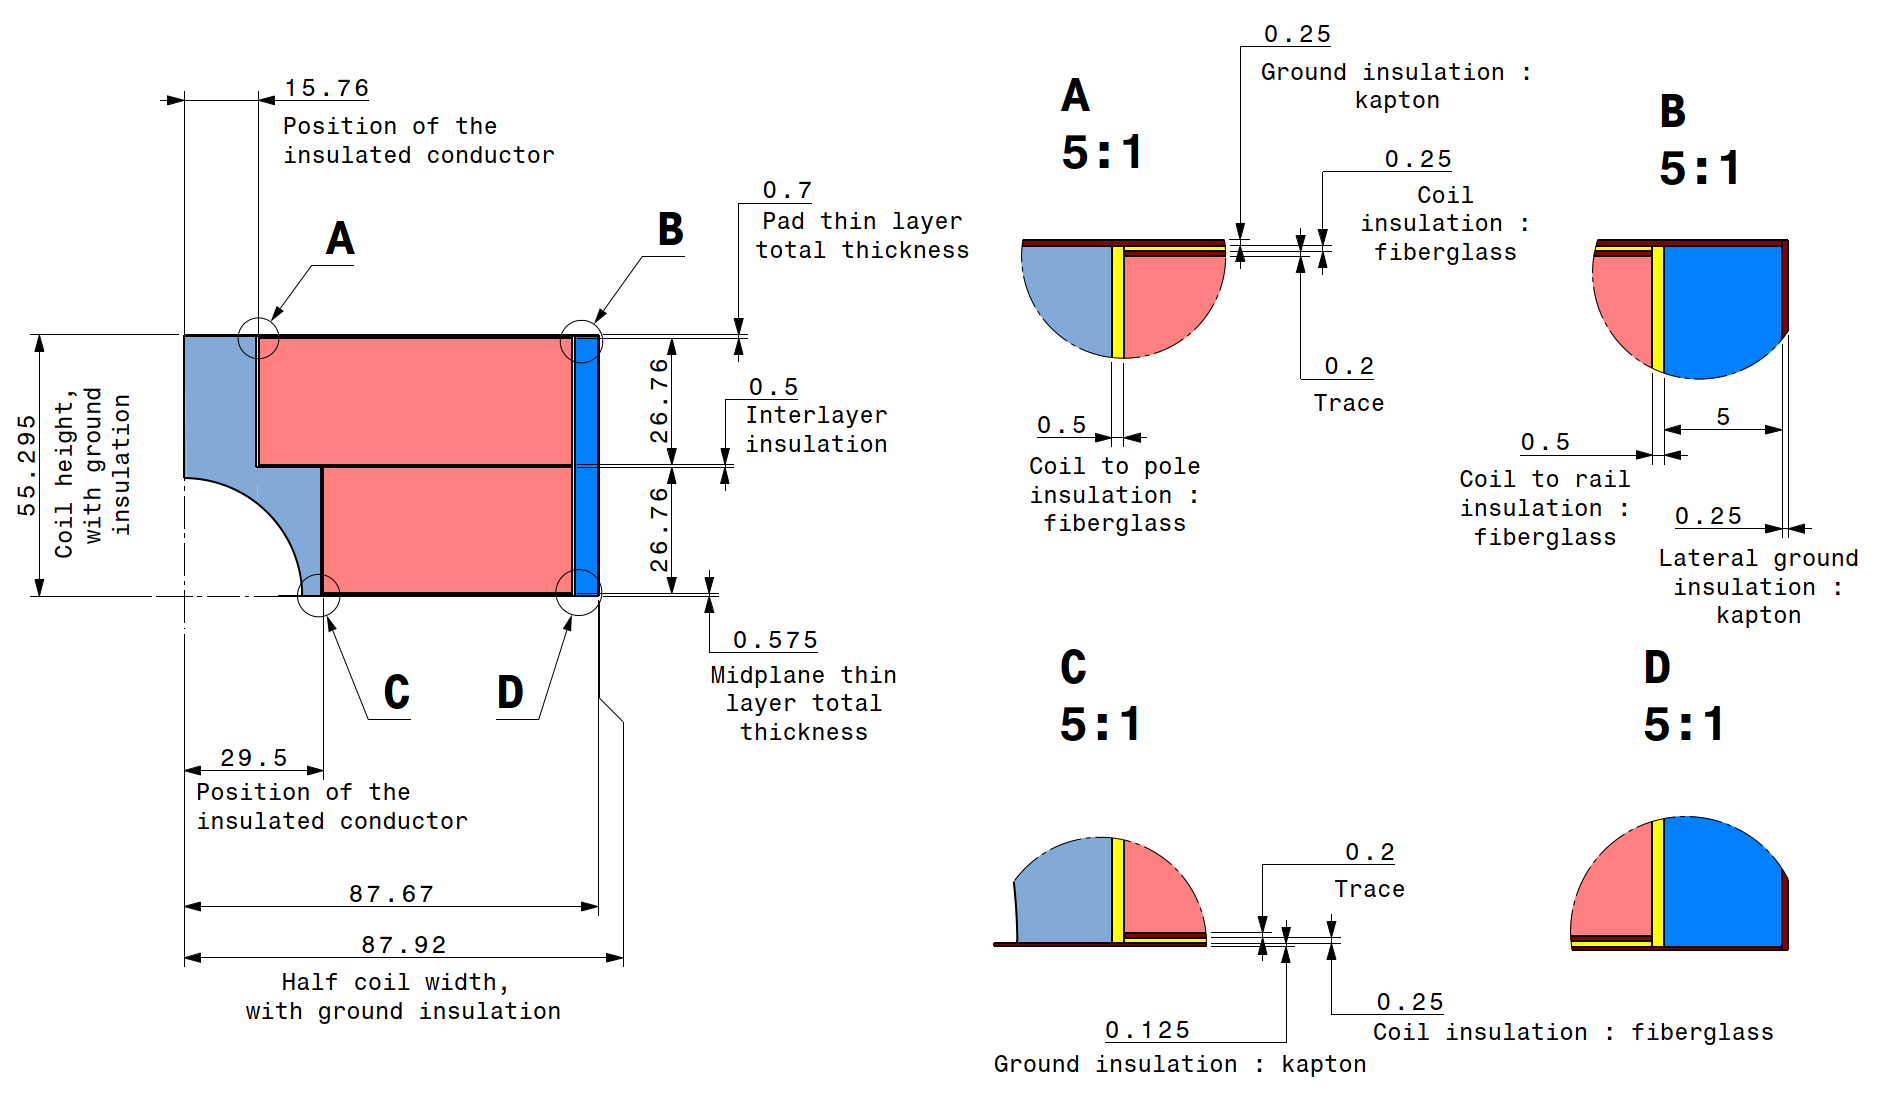 15.76
Position of the
insulated conductor
A
B
0.7
Pad thin layer
total thickness
55.295
Coil height,
with ground
insulation
26.76
0.5
Interlayer
insulation
26.76
0.575
Midplane thin
layer total
thickness
C
D
29.5
Position of the
insulated conductor
87.67
87.92
Half coil width,
with ground insulation
A
5:1
0.25
Ground insulation :
kapton
0.25
Coil
insulation :
fiberglass
0.2
Trace
0.5
Coil to pole
insulation :
fiberglass
B
5:1
5
0.5
Coil to rail
insulation :
fiberglass
0.25
Lateral ground
insulation :
kapton
C
5:1
0.2
Trace
0.25
Coil insulation : fiberglass
0.125
Ground insulation : kapton
D
5:1